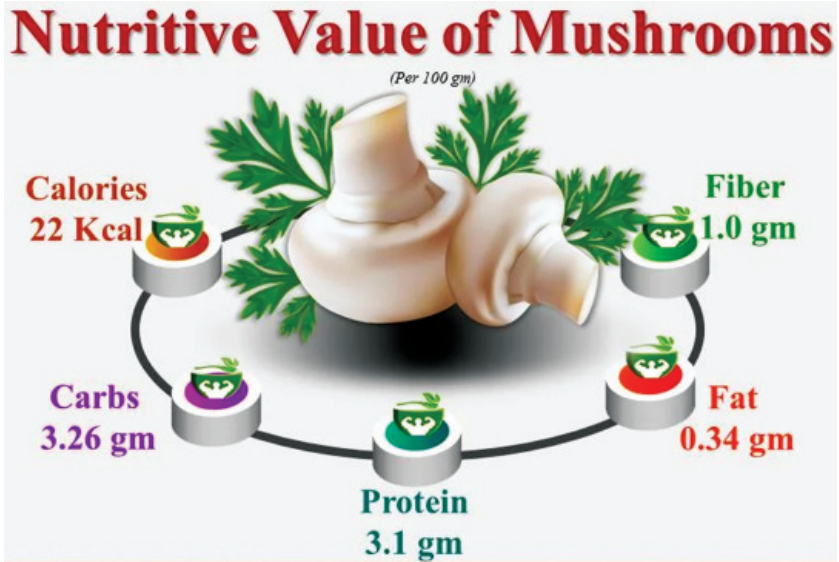 Nutritive Value of Mushrooms
(Per 100 gm)
Calories
22 Kcal
Fiber
1.0 gm
Carbs
3.26 gm
Fat
0.34 gm
Protein
3.1 gm